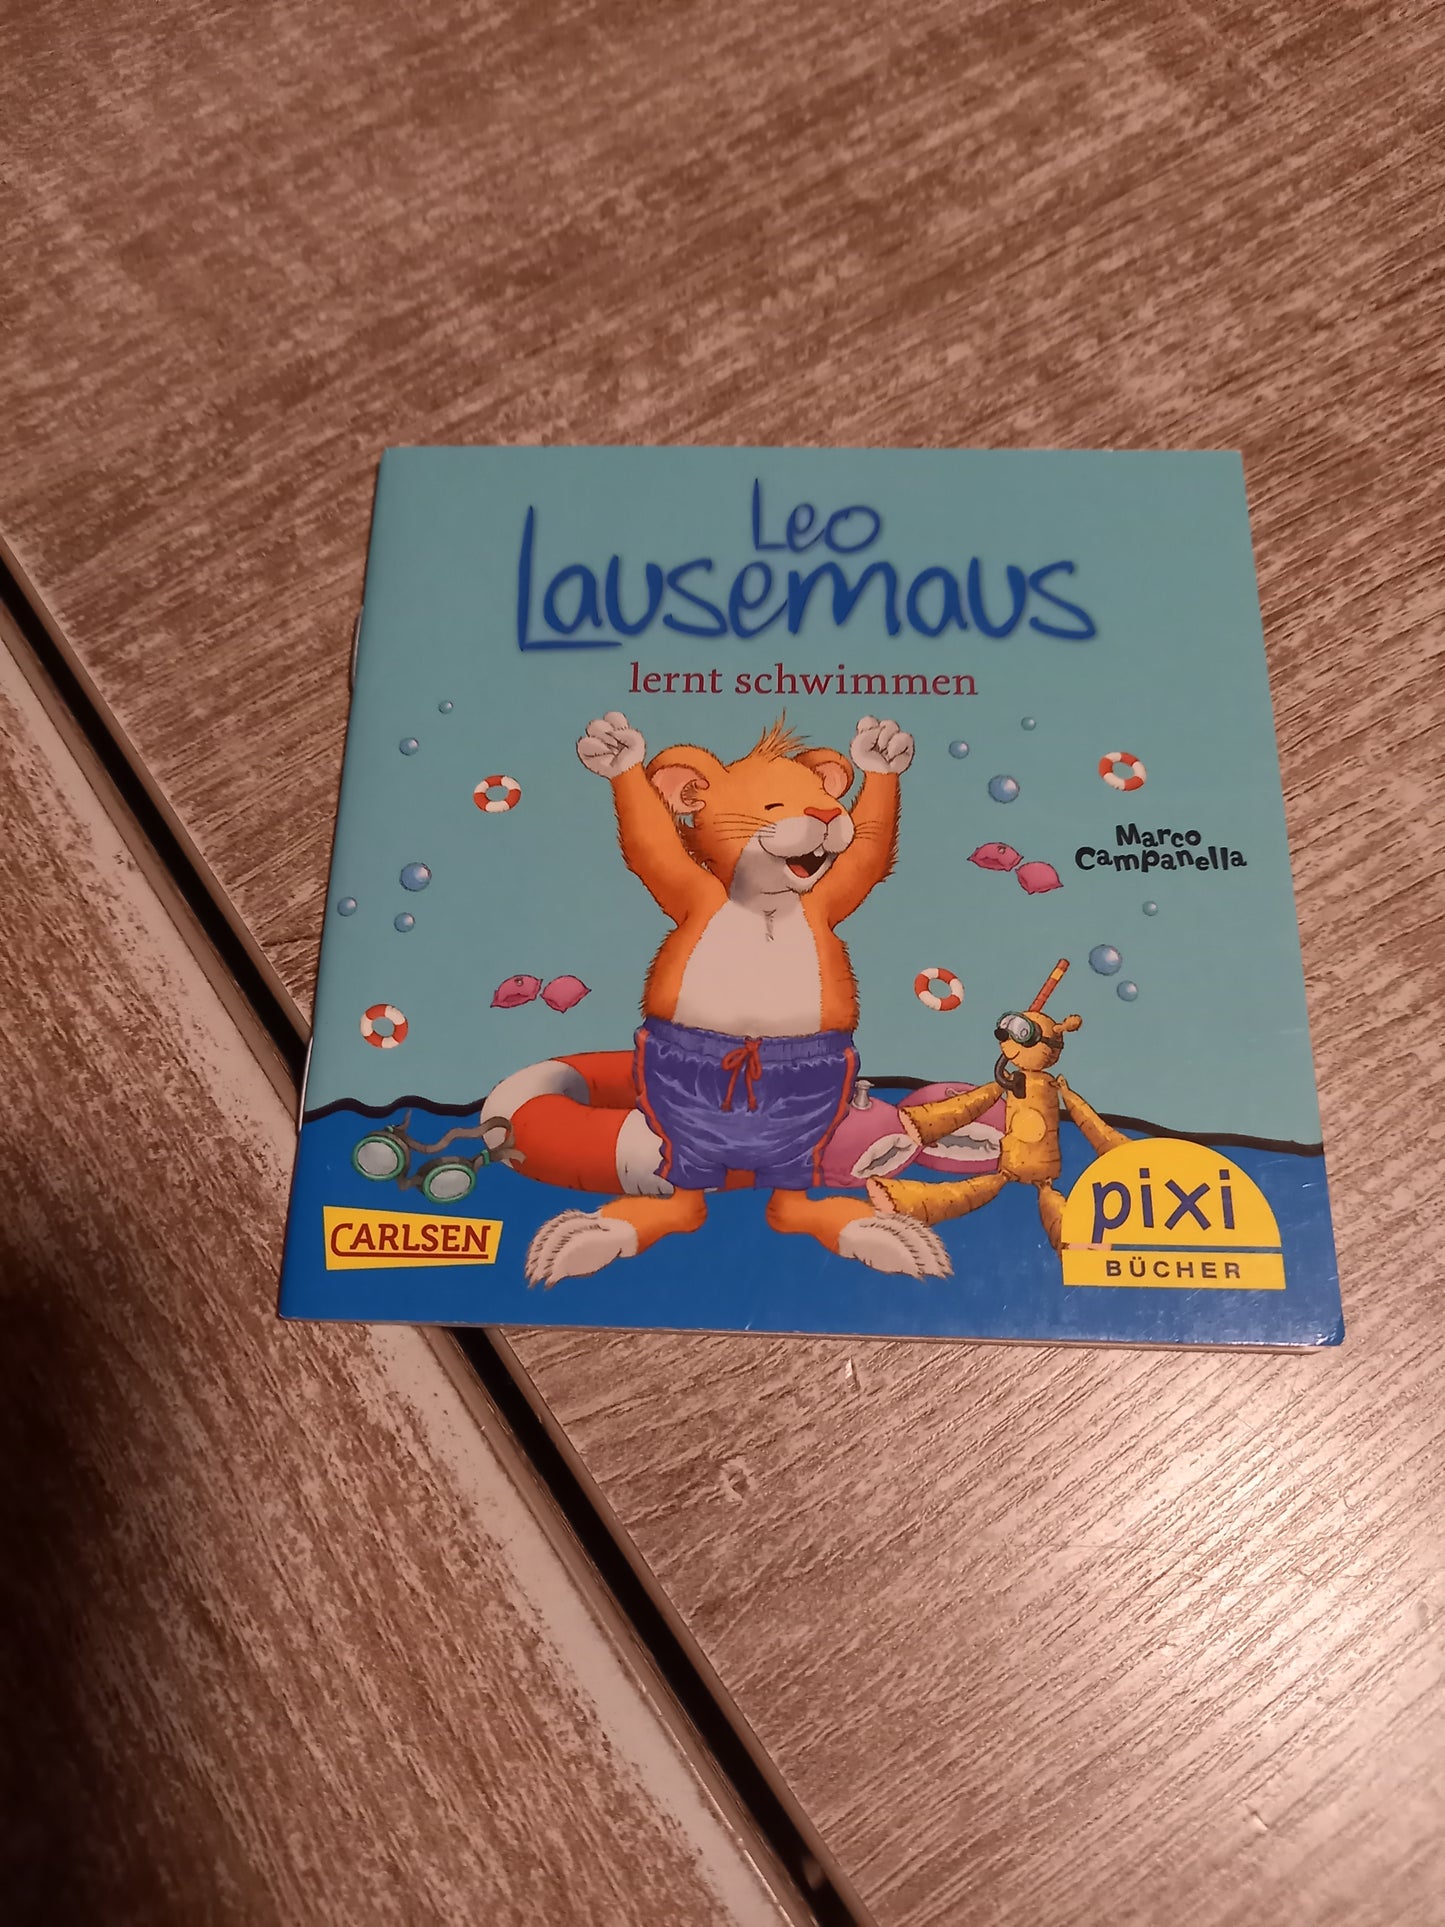 Leo
Lausemaus
lernt schwimmen
Marco
Campanella
CARLSEN
pixi
BÜCHER